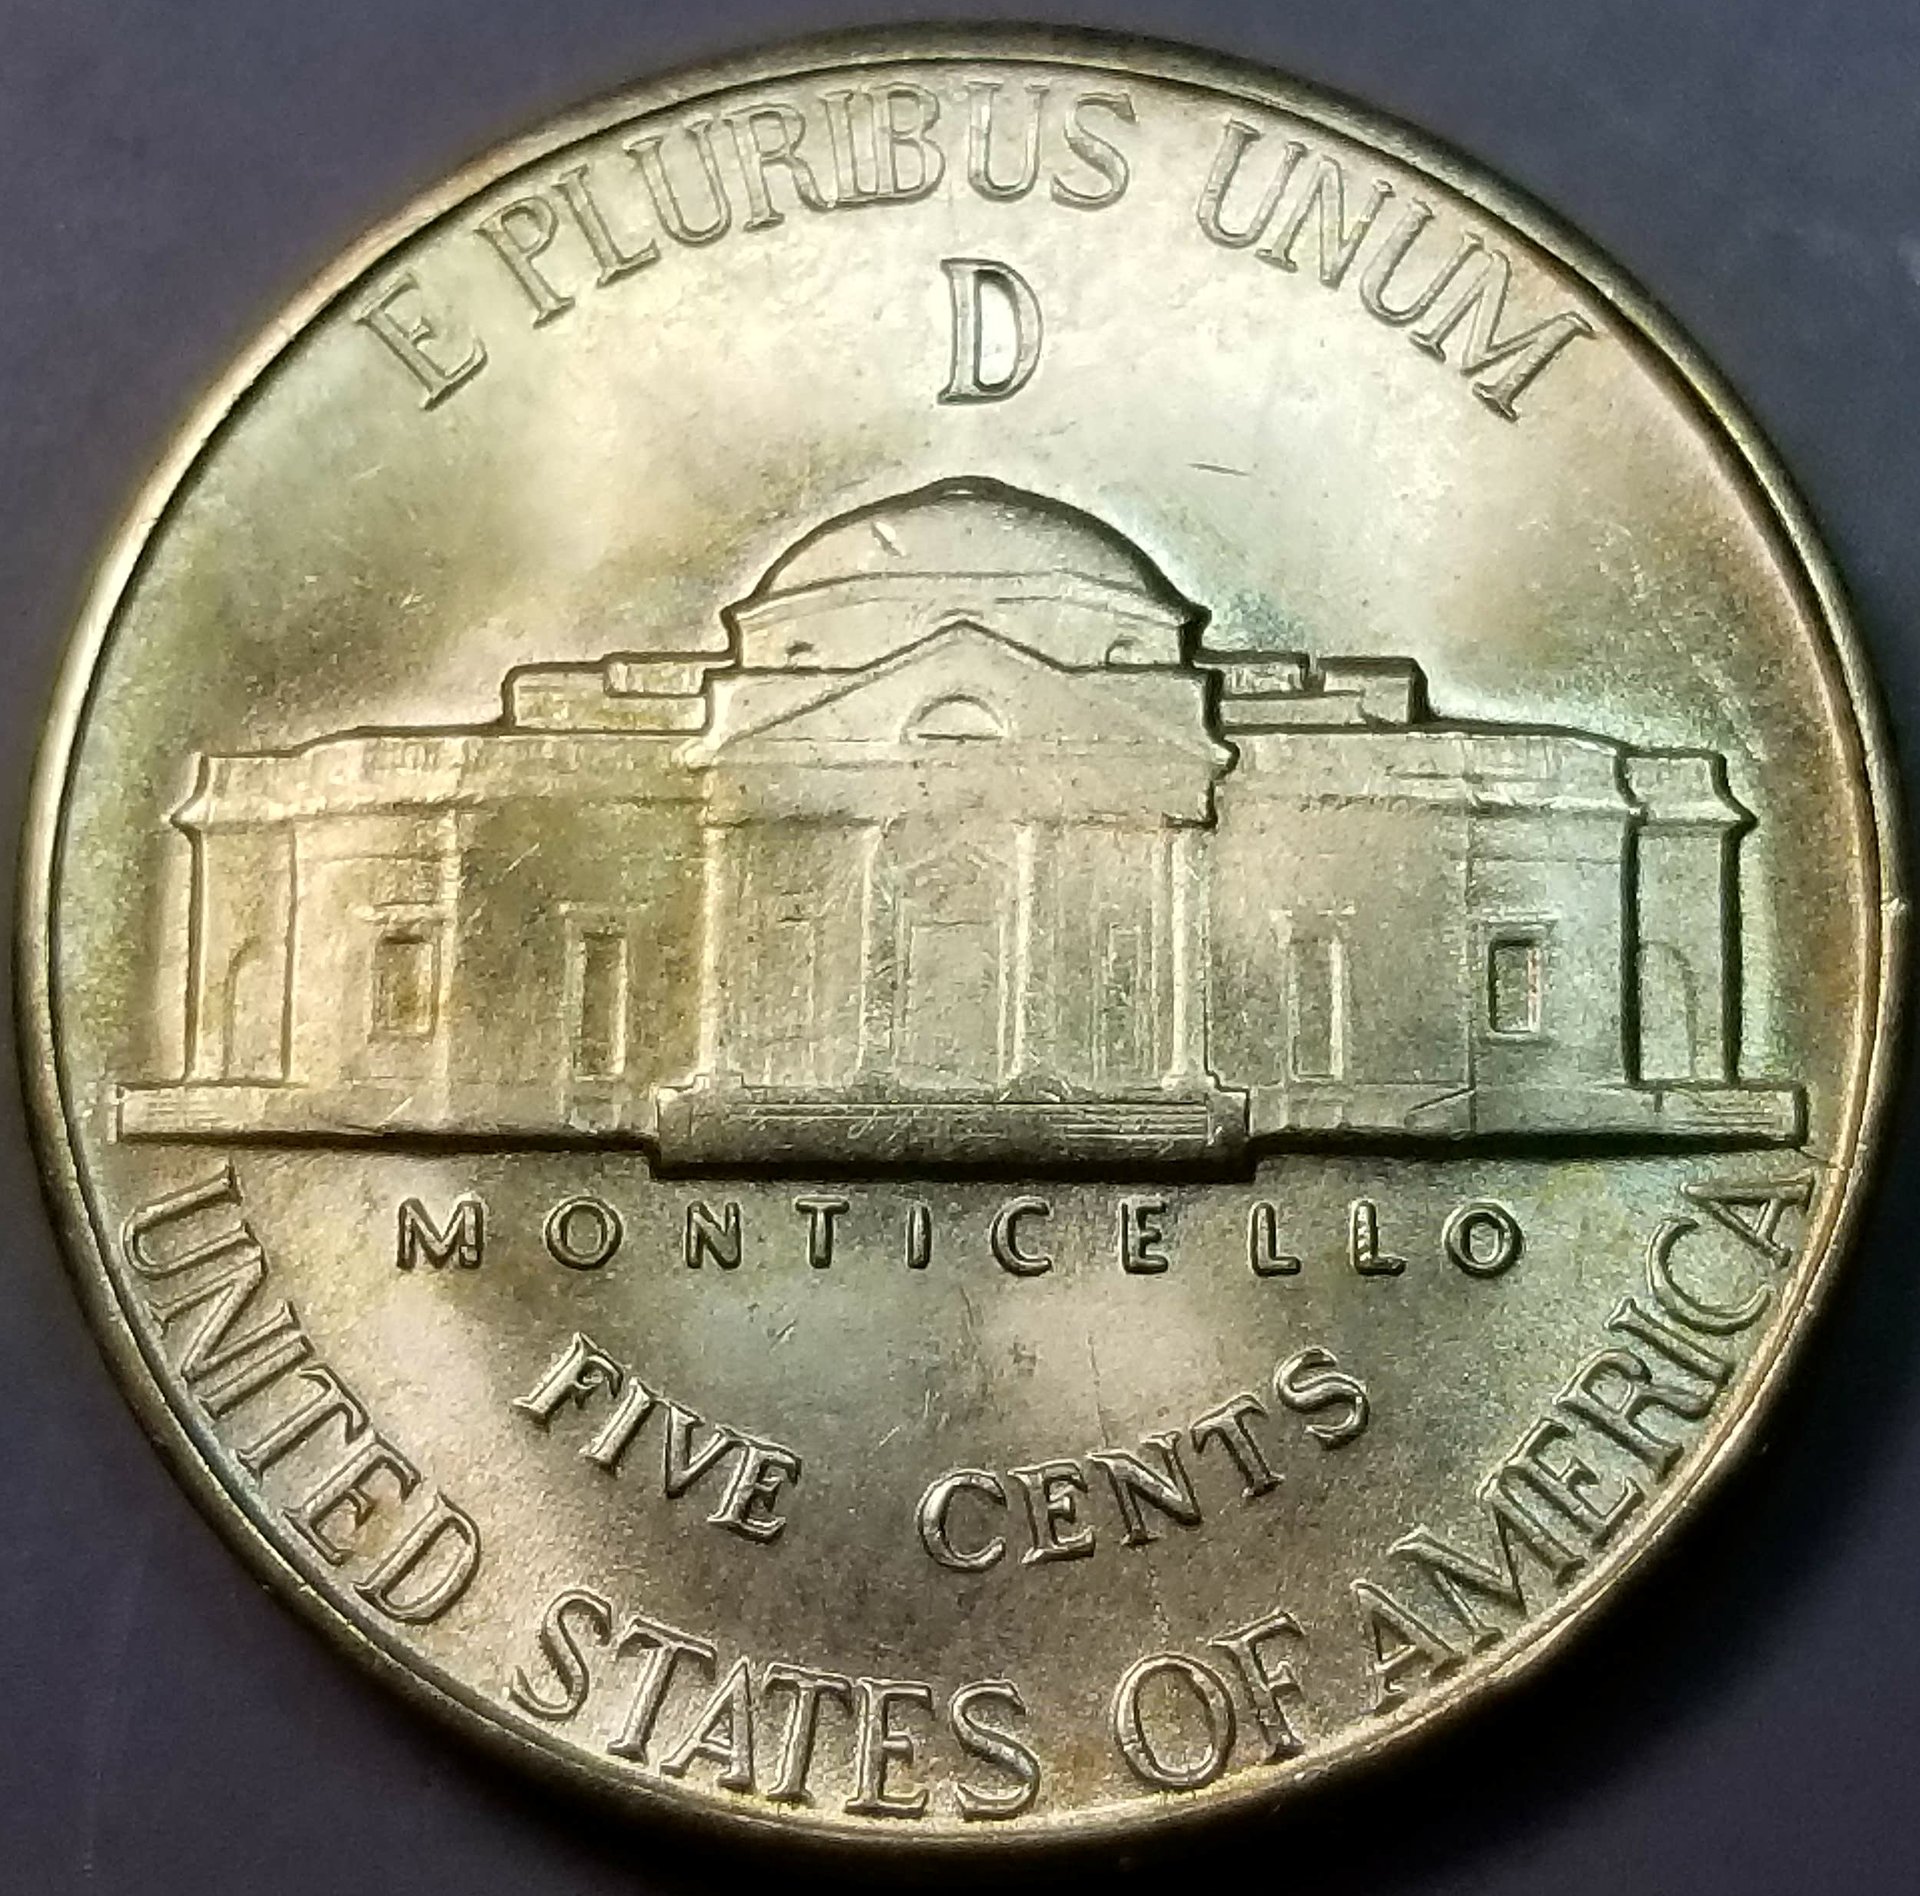 E PLURIBUS UNUM
D
MONTICELLO
FIVE CENTS
UNITED STATES OF AMERICA